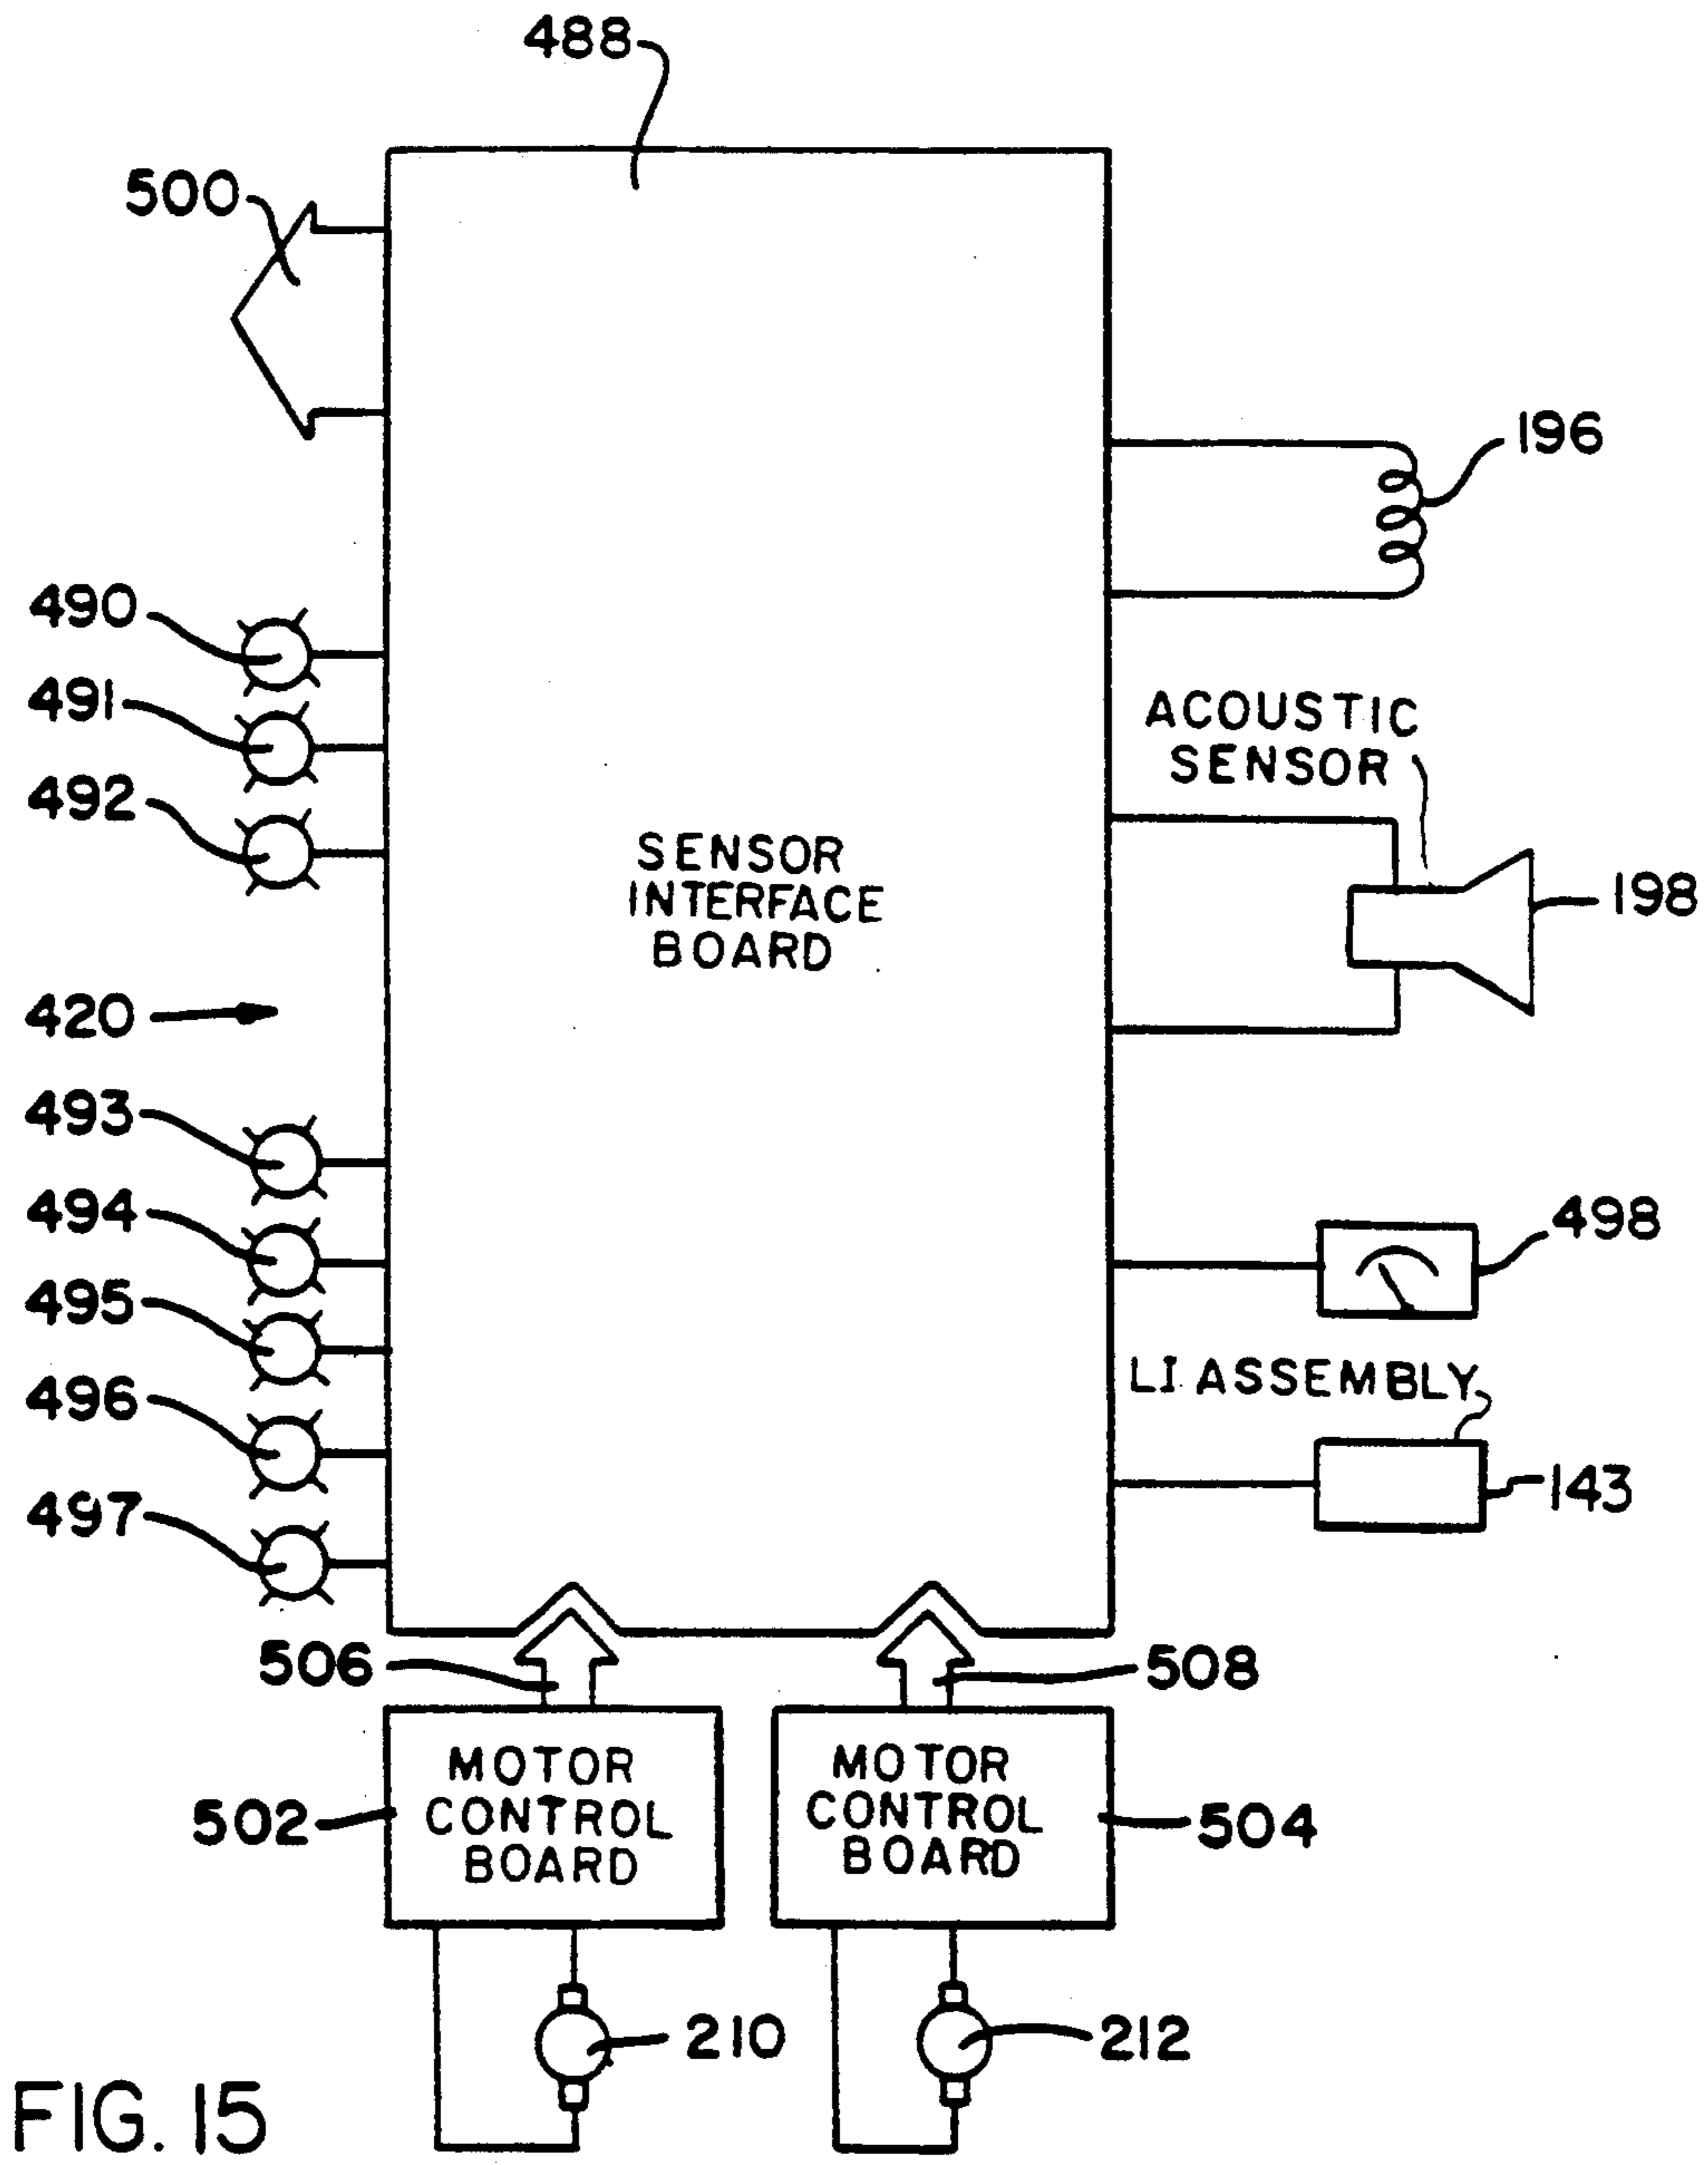 488
500
196
490
491
492
ACOUSTIC
SENSOR
198
SENSOR
INTERFACE
BOARD
420
493
494
495
496
497
498
LI ASSEMBLY
143
506
508
MOTOR
CONTROL
BOARD
502
MOTOR
CONTROL
BOARD
504
210
212
FIG. 15